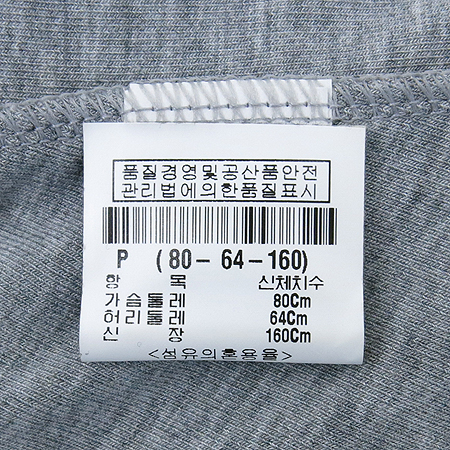 품질경영및공산품안전
관리법에의한품질표시
P (80-64-160)
항 목 신체치수
가슴둘레 80Cm
허리둘레 64Cm
신 장 160Cm
<섬유의혼용율>